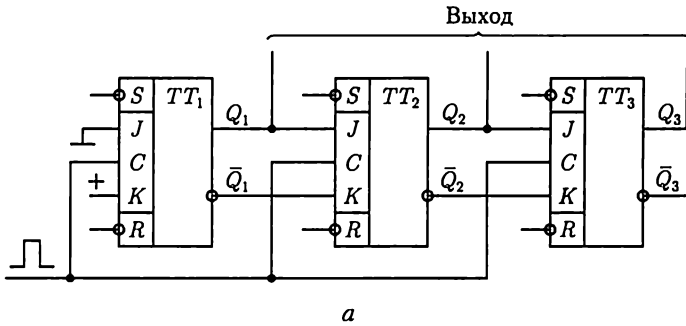 Выход
S TT₁ Q₁ S TT₂ Q₂ S TT₃ Q₃
J J J
C Q̄₁ C Q̄₂ C Q̄₃
+ K K K
R R R
а